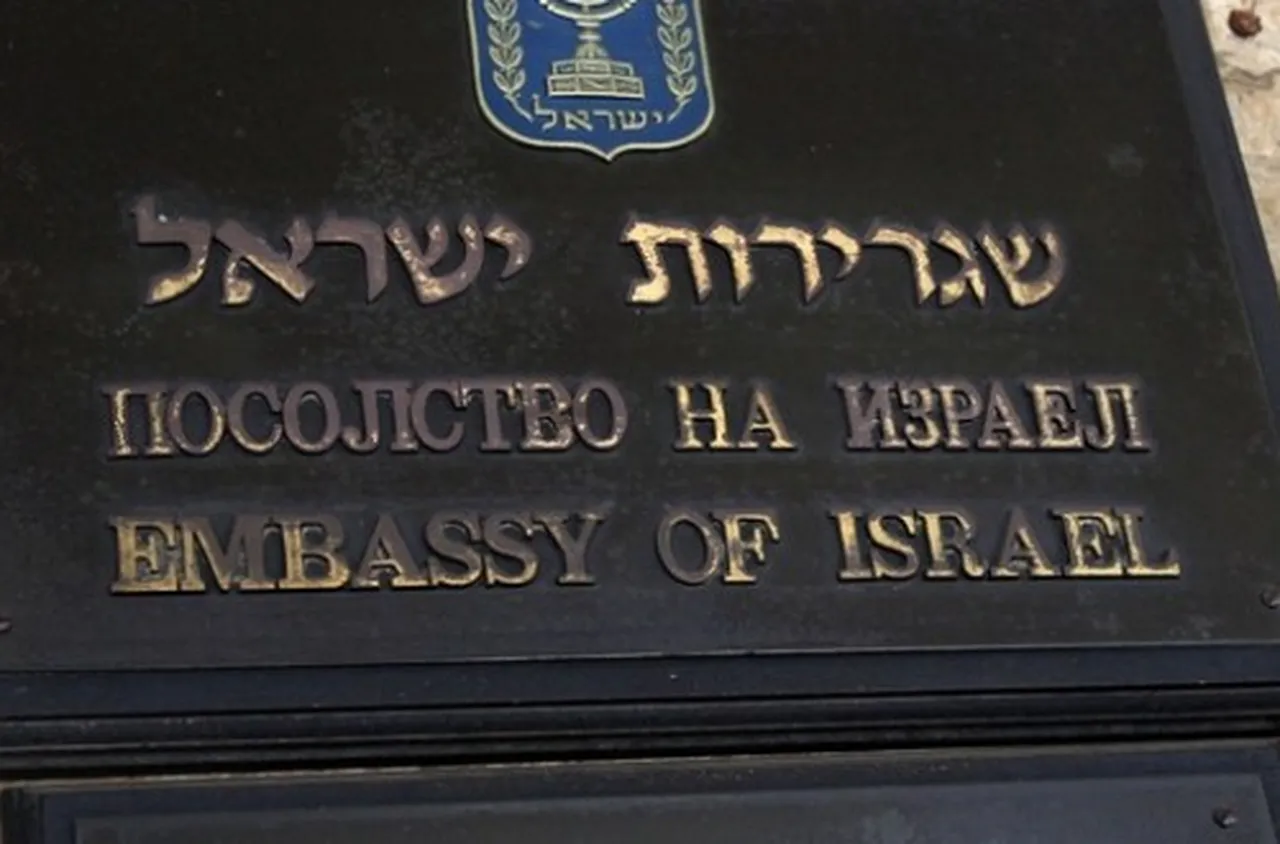 ישראל
שגרירות ישראל
ПОСОЛСТВО НА ИЗРАЕЛ
EMBASSY OF ISRAEL